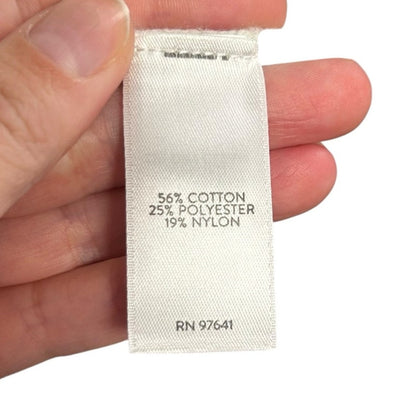 56% COTTON
25% POLYESTER
19% NYLON
RN 97641